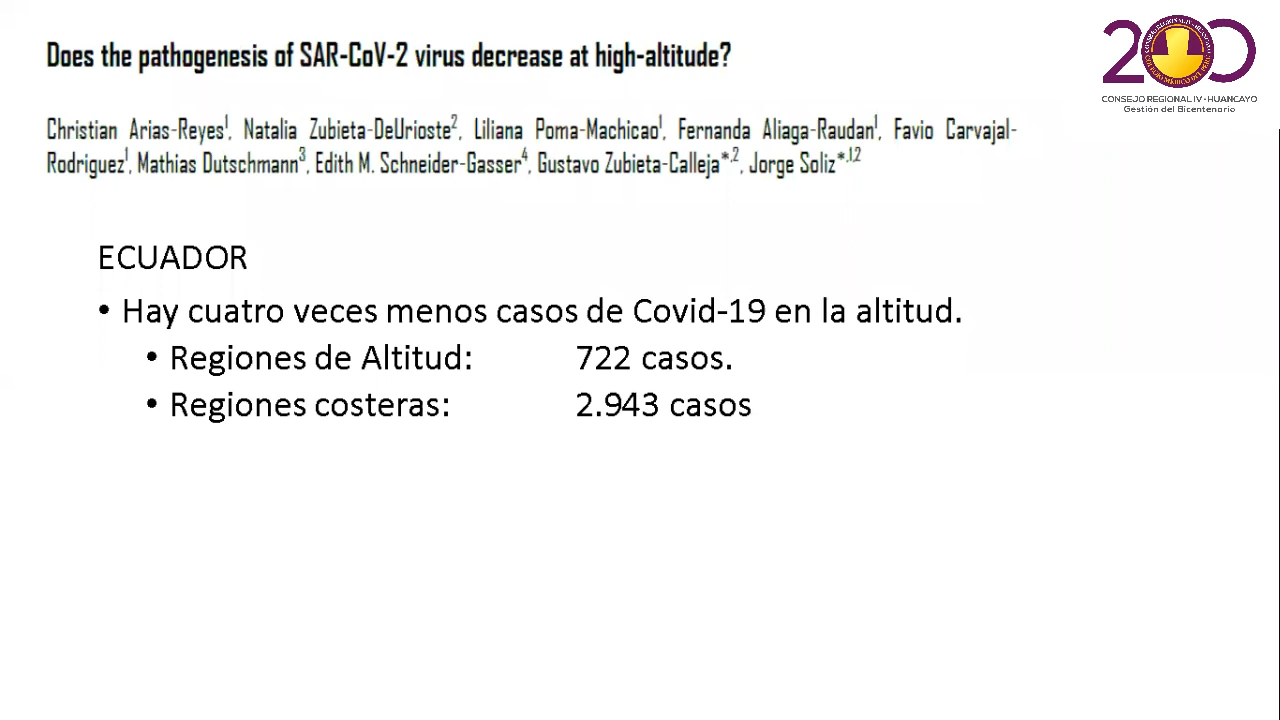 Does the pathogenesis of SAR-CoV-2 virus decrease at high-altitude?
200
CONSEJO REGIONAL IV - HUANCAYO
Gestión del Bicentenario
Christian Arias-Reyes1, Natalia Zubieta-DeUrioste2, Liliana Poma-Machicao1, Fernanda Aliaga-Raudan1, Favio Carvajal-
Rodriguez1, Mathias Dutschmann3, Edith M. Schneider-Gasser4, Gustavo Zubieta-Calleja*,2, Jorge Soliz*,1,2
ECUADOR
• Hay cuatro veces menos casos de Covid-19 en la altitud.
• Regiones de Altitud: 722 casos.
• Regiones costeras: 2.943 casos